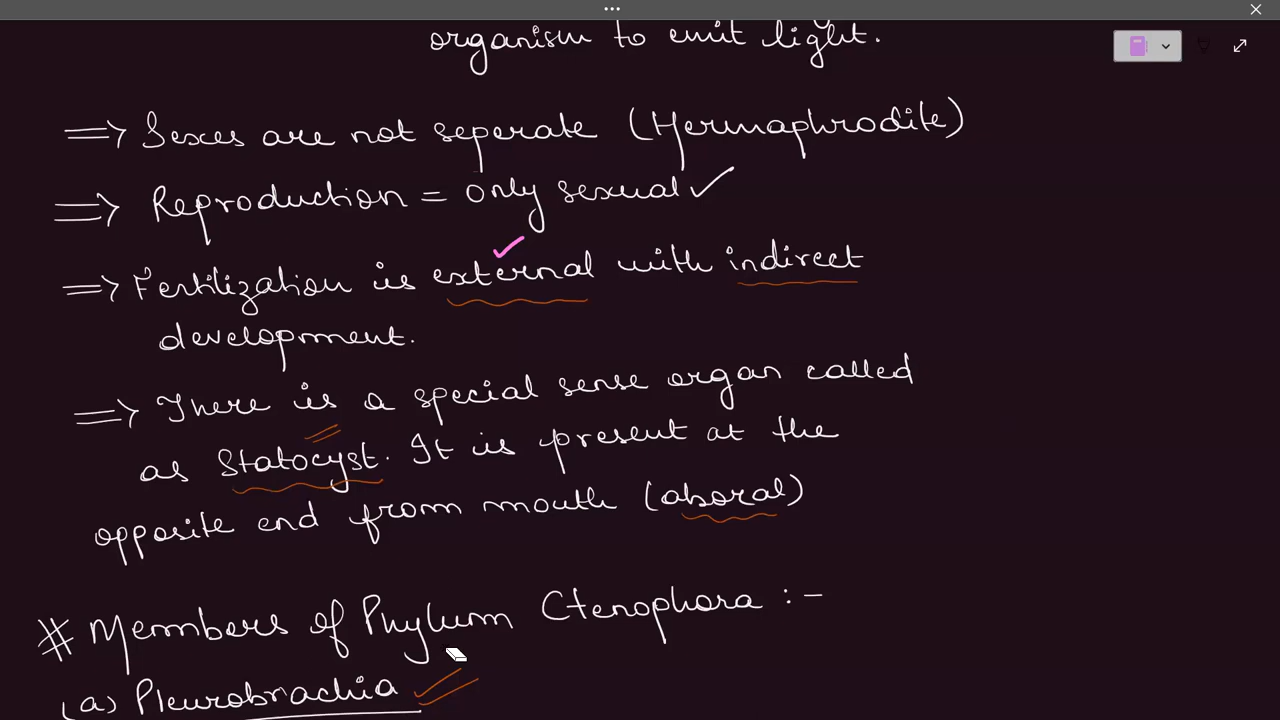 organism to emit light.
⇒ Sexes are not seperate (Hermaphrodite)
⇒ Reproduction = only sexual ✓
⇒ Fertilization is external with indirect
development.
⇒ There is a special sense organ called
as Statocyst. It is present at the
opposite end from mouth (aboral)
# Members of Phylum Ctenophora :-
(a) Pleurobrachia